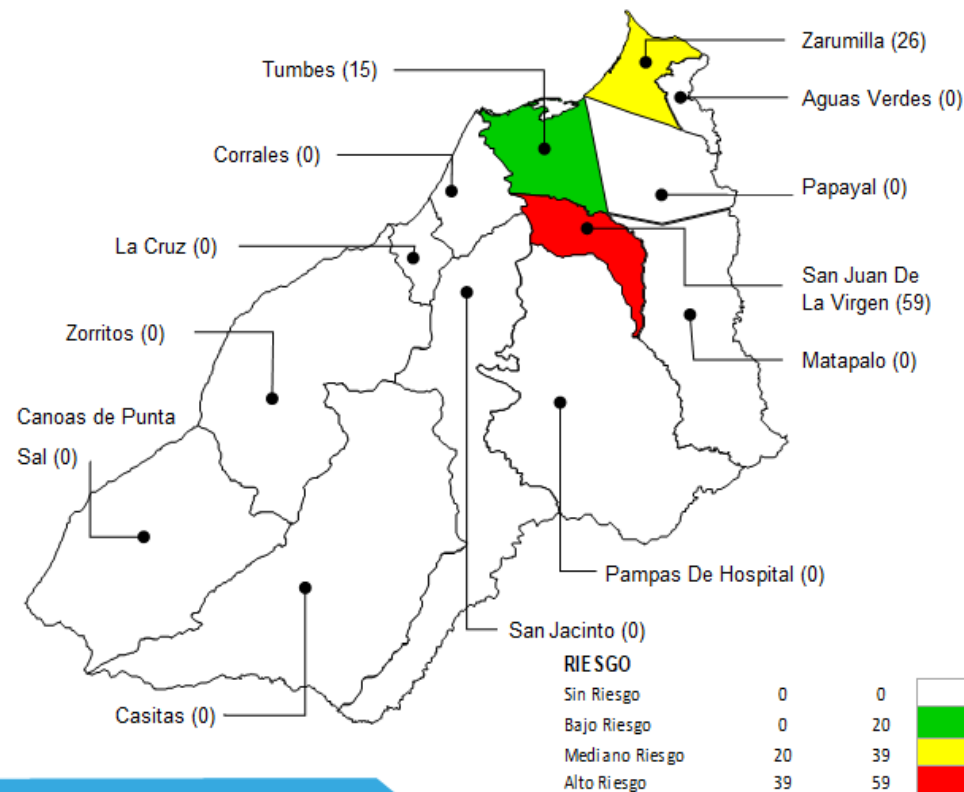 Zarumilla (26)
Tumbes (15)
Aguas Verdes (0)
Corrales (0)
Papayal (0)
La Cruz (0)
San Juan De
La Virgen (59)
Zorritos (0)
Matapalo (0)
Canoas de Punta
Sal (0)
Pampas De Hospital (0)
San Jacinto (0)
Casitas (0)
RIESGO
Sin Riesgo 0 0
Bajo Riesgo 0 20
Mediano Riesgo 20 39
Alto Riesgo 39 59